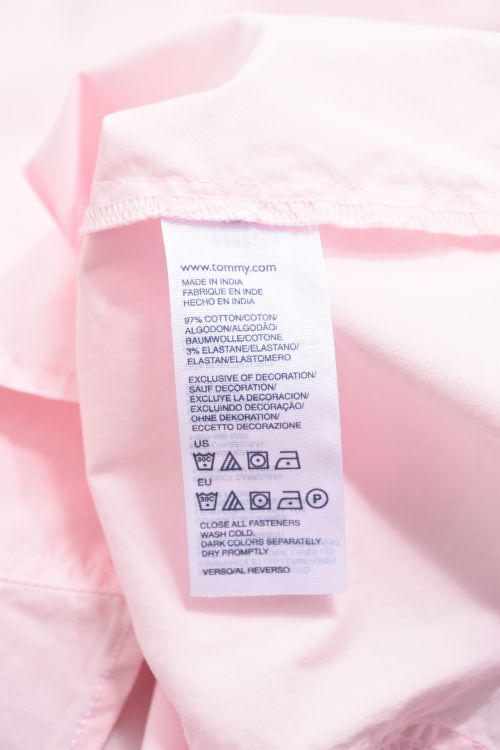 www.tommy.com
MADE IN INDIA
FABRIQUE EN INDE
HECHO EN INDIA
97% COTTON/COTON/
ALGODON/ALGODÃO/
BAUMWOLLE/COTONE
3% ELASTANE/ELASTANO/
ELASTAN/ELASTOMERO
EXCLUSIVE OF DECORATION/
SAUF DECORATION/
EXCLUYE LA DECORACION/
EXCLUINDO DECORAÇÃO/
OHNE DEKORATION/
ECCETTO DECORAZIONE
US
30C
EU
30C P
CLOSE ALL FASTENERS
WASH COLD.
DARK COLORS SEPARATELY
DRY PROMPTLY
VERSO/AL REVERSO